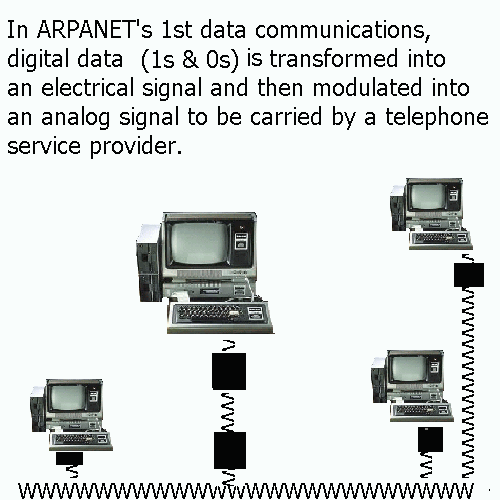 In ARPANET's 1st data communications,
digital data (1s & 0s) is transformed into
an electrical signal and then modulated into
an analog signal to be carried by a telephone
service provider.